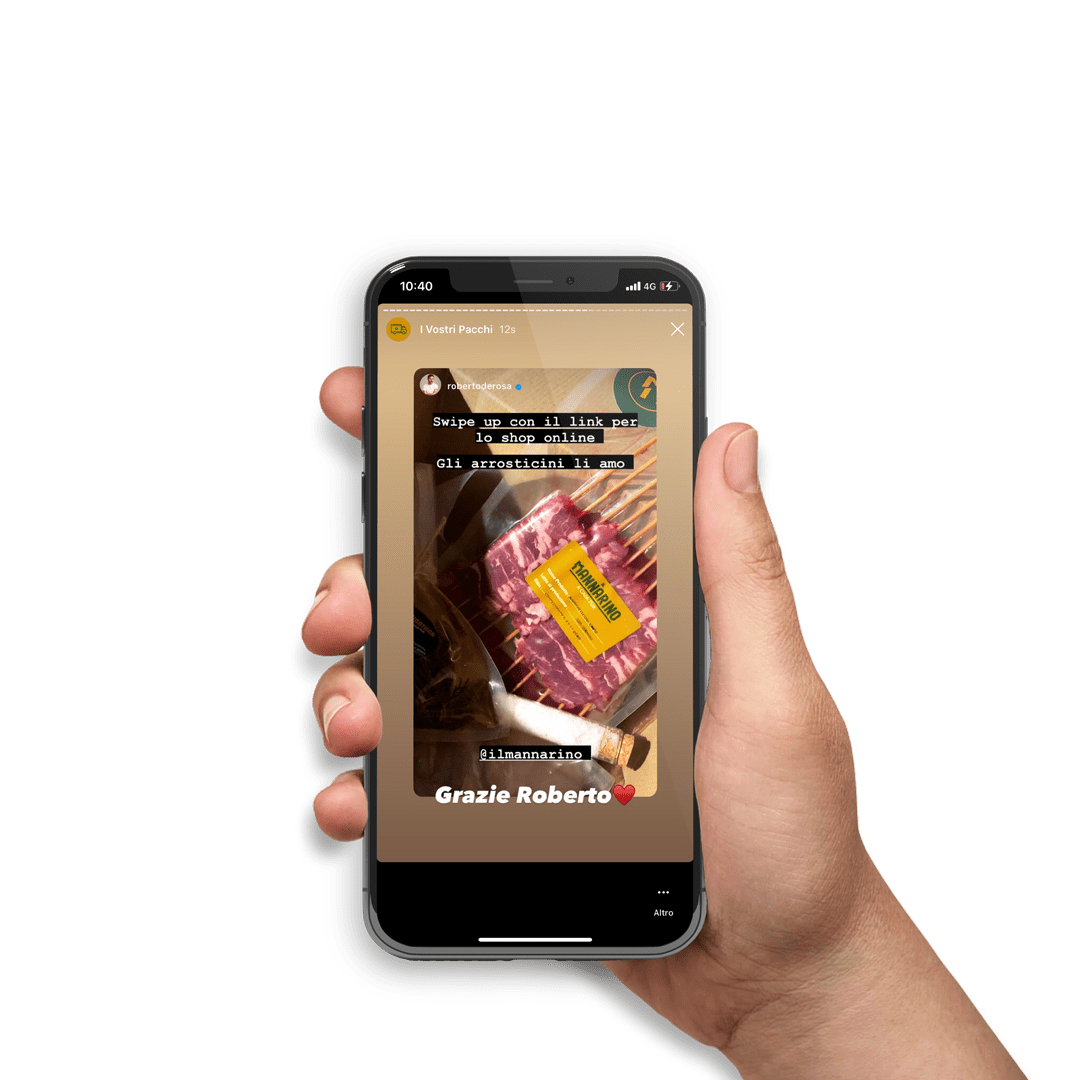 10:40
4G
I Vostri Pacchi 12s
robertoderosa
Swipe up con il link per
lo shop online
Gli arrosticini li amo
MANNARINO
@ilmannarino
Grazie Roberto❤️
Altro